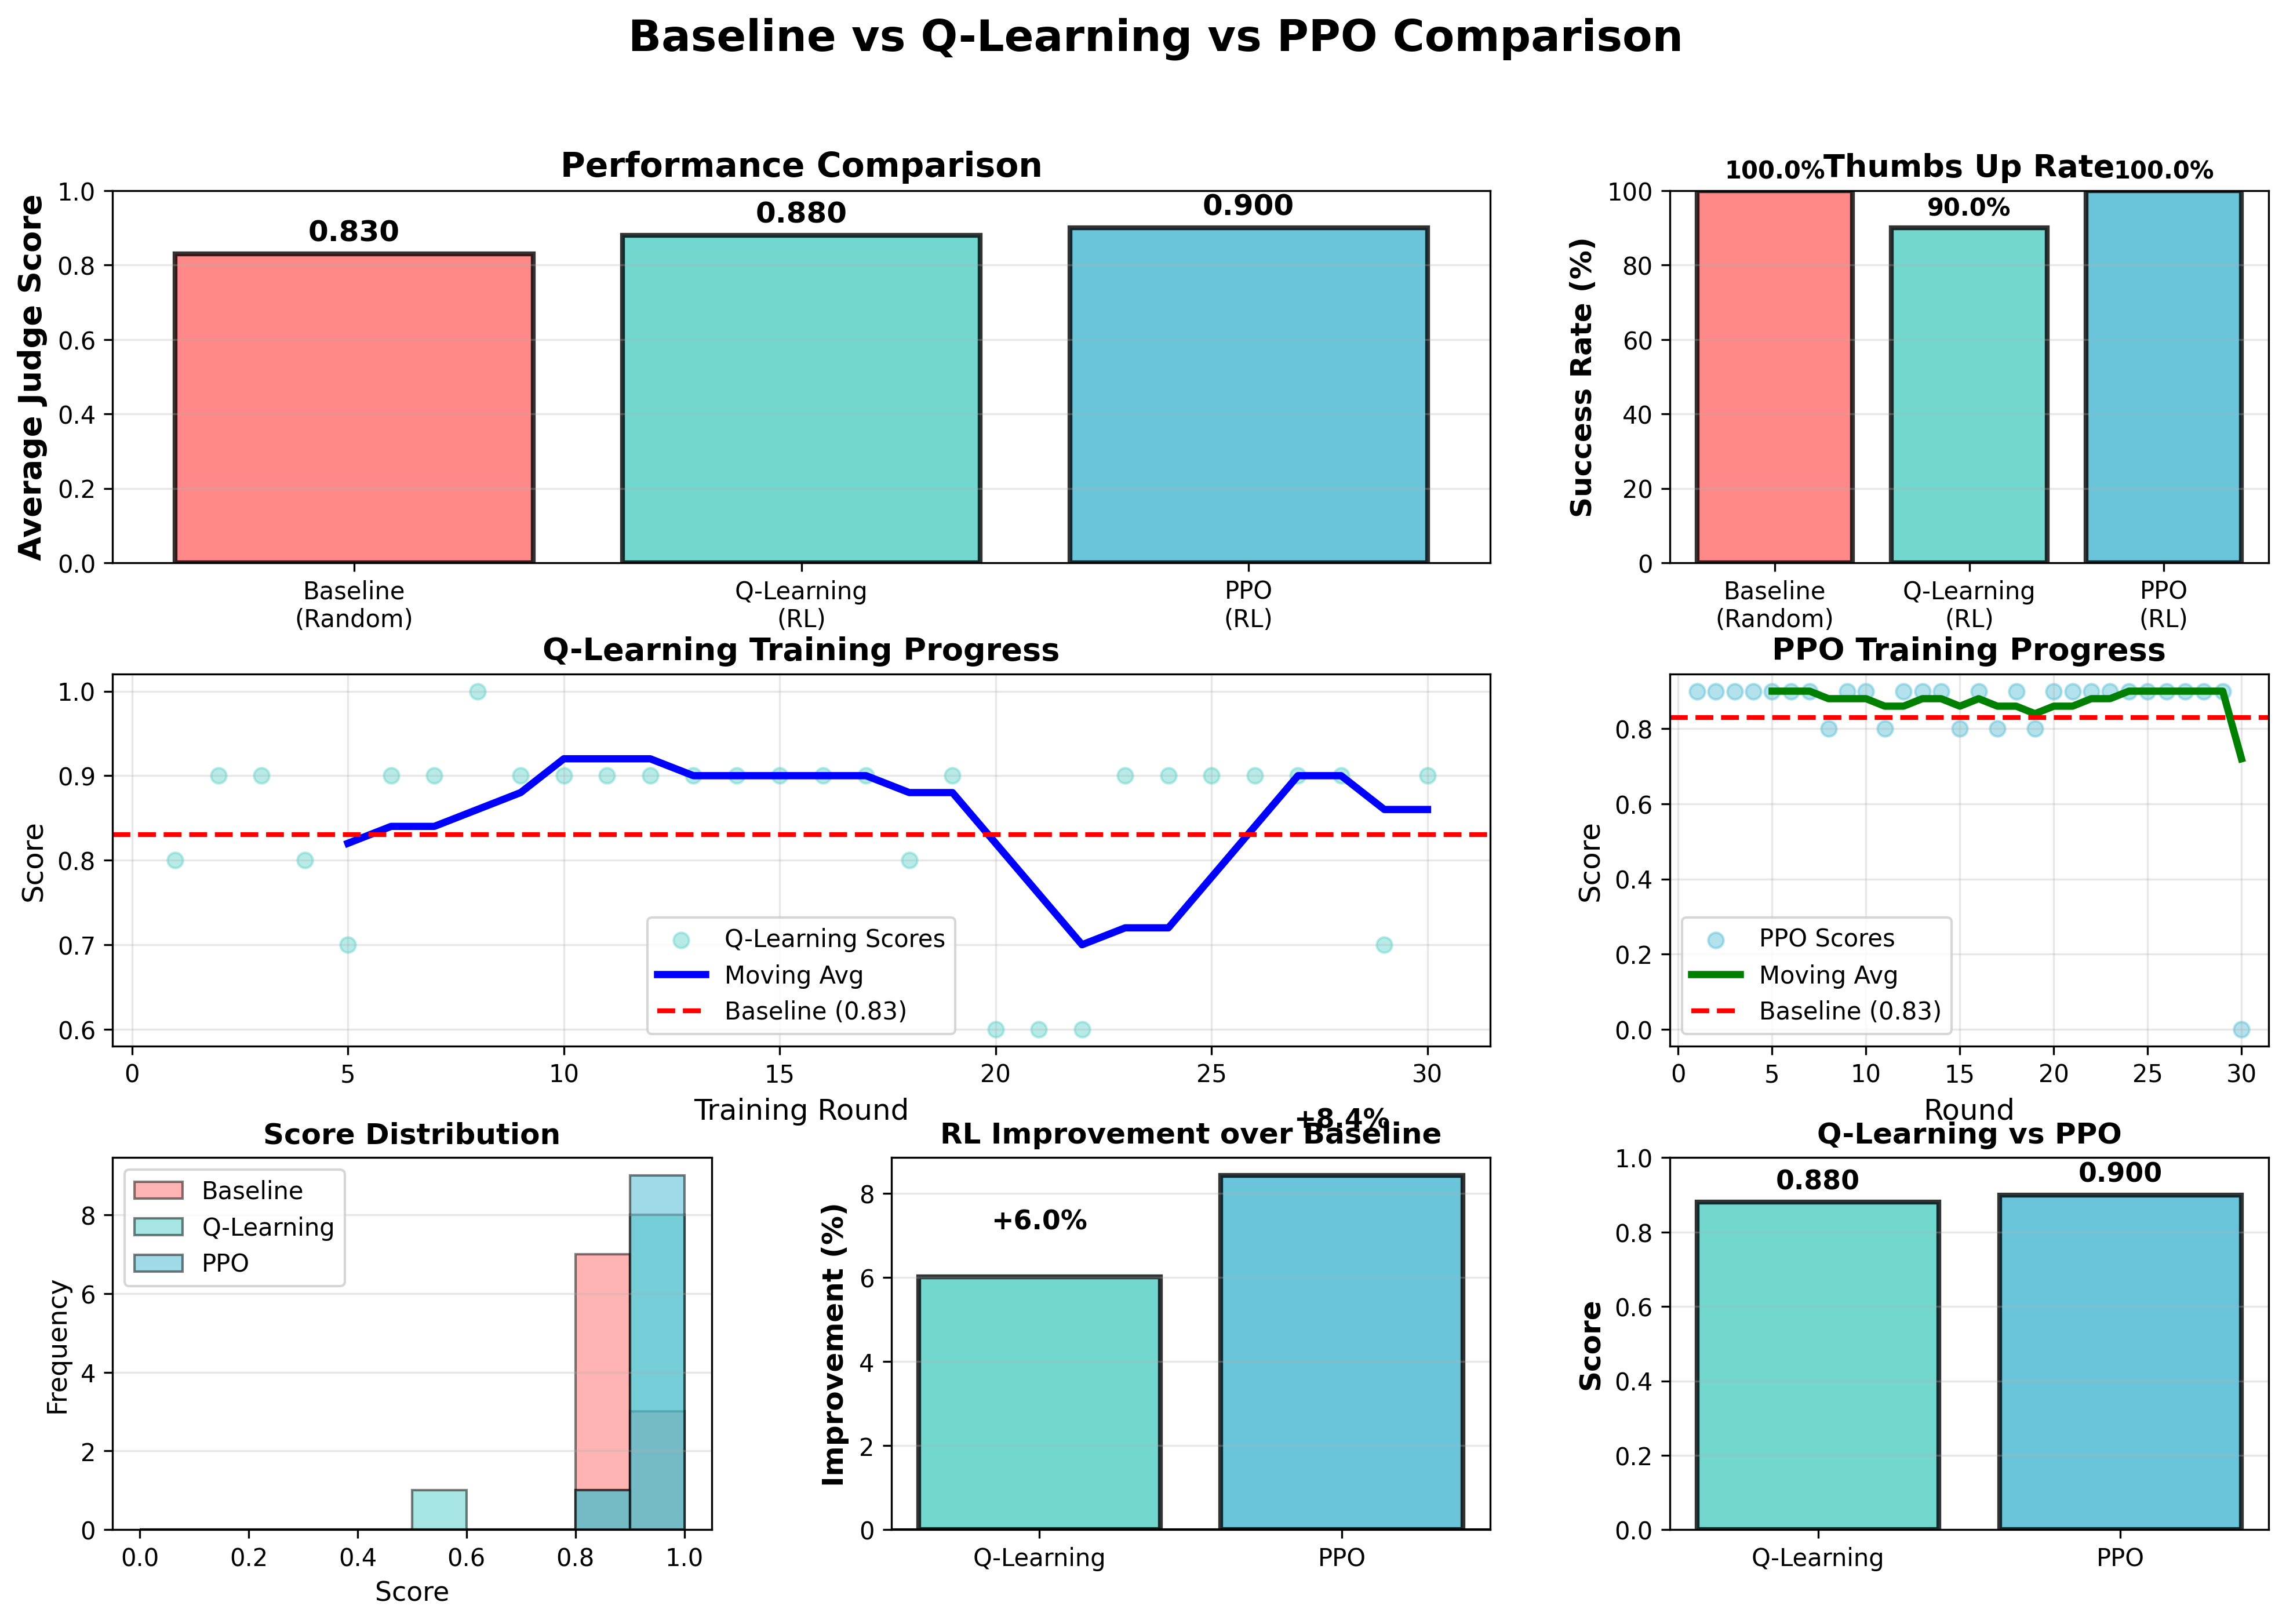 Baseline vs Q-Learning vs PPO Comparison
Performance Comparison
Average Judge Score
1.0
0.8
0.6
0.4
0.2
0.0
0.830
0.880
0.900
Baseline
(Random)
Q-Learning
(RL)
PPO
(RL)
Thumbs Up Rate
Success Rate (%)
100
80
60
40
20
0
100.0%
90.0%
100.0%
Baseline
(Random)
Q-Learning
(RL)
PPO
(RL)
Q-Learning Training Progress
Score
1.0
0.9
0.8
0.7
0.6
Q-Learning Scores
Moving Avg
Baseline (0.83)
0 5 10 15 20 25 30
Training Round
PPO Training Progress
Score
0.8
0.6
0.4
0.2
0.0
PPO Scores
Moving Avg
Baseline (0.83)
0 5 10 15 20 25 30
Round
Score Distribution
Frequency
8
6
4
2
0
Baseline
Q-Learning
PPO
0.0 0.2 0.4 0.6 0.8 1.0
Score
RL Improvement over Baseline
Improvement (%)
8
6
4
2
0
+6.0%
+8.4%
Q-Learning PPO
Q-Learning vs PPO
Score
1.0
0.8
0.6
0.4
0.2
0.0
0.880
0.900
Q-Learning PPO